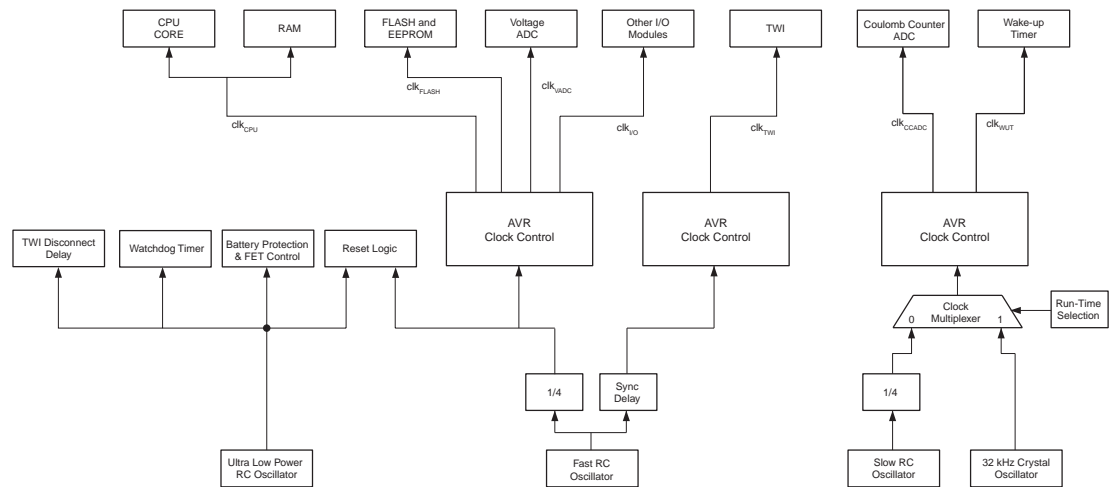 CPU
CORE
RAM
FLASH and
EEPROM
Voltage
ADC
Other I/O
Modules
TWI
Coulomb Counter
ADC
Wake-up
Timer
clkCPU
clkFLASH
clkVADC
clkI/O
clkTWI
clkCCADC
clkWUT
AVR
Clock Control
AVR
Clock Control
AVR
Clock Control
TWI Disconnect
Delay
Watchdog Timer
Battery Protection
& FET Control
Reset Logic
Clock
Multiplexer
0
1
Run-Time
Selection
1/4
Sync
Delay
1/4
Ultra Low Power
RC Oscillator
Fast RC
Oscillator
Slow RC
Oscillator
32 kHz Crystal
Oscillator